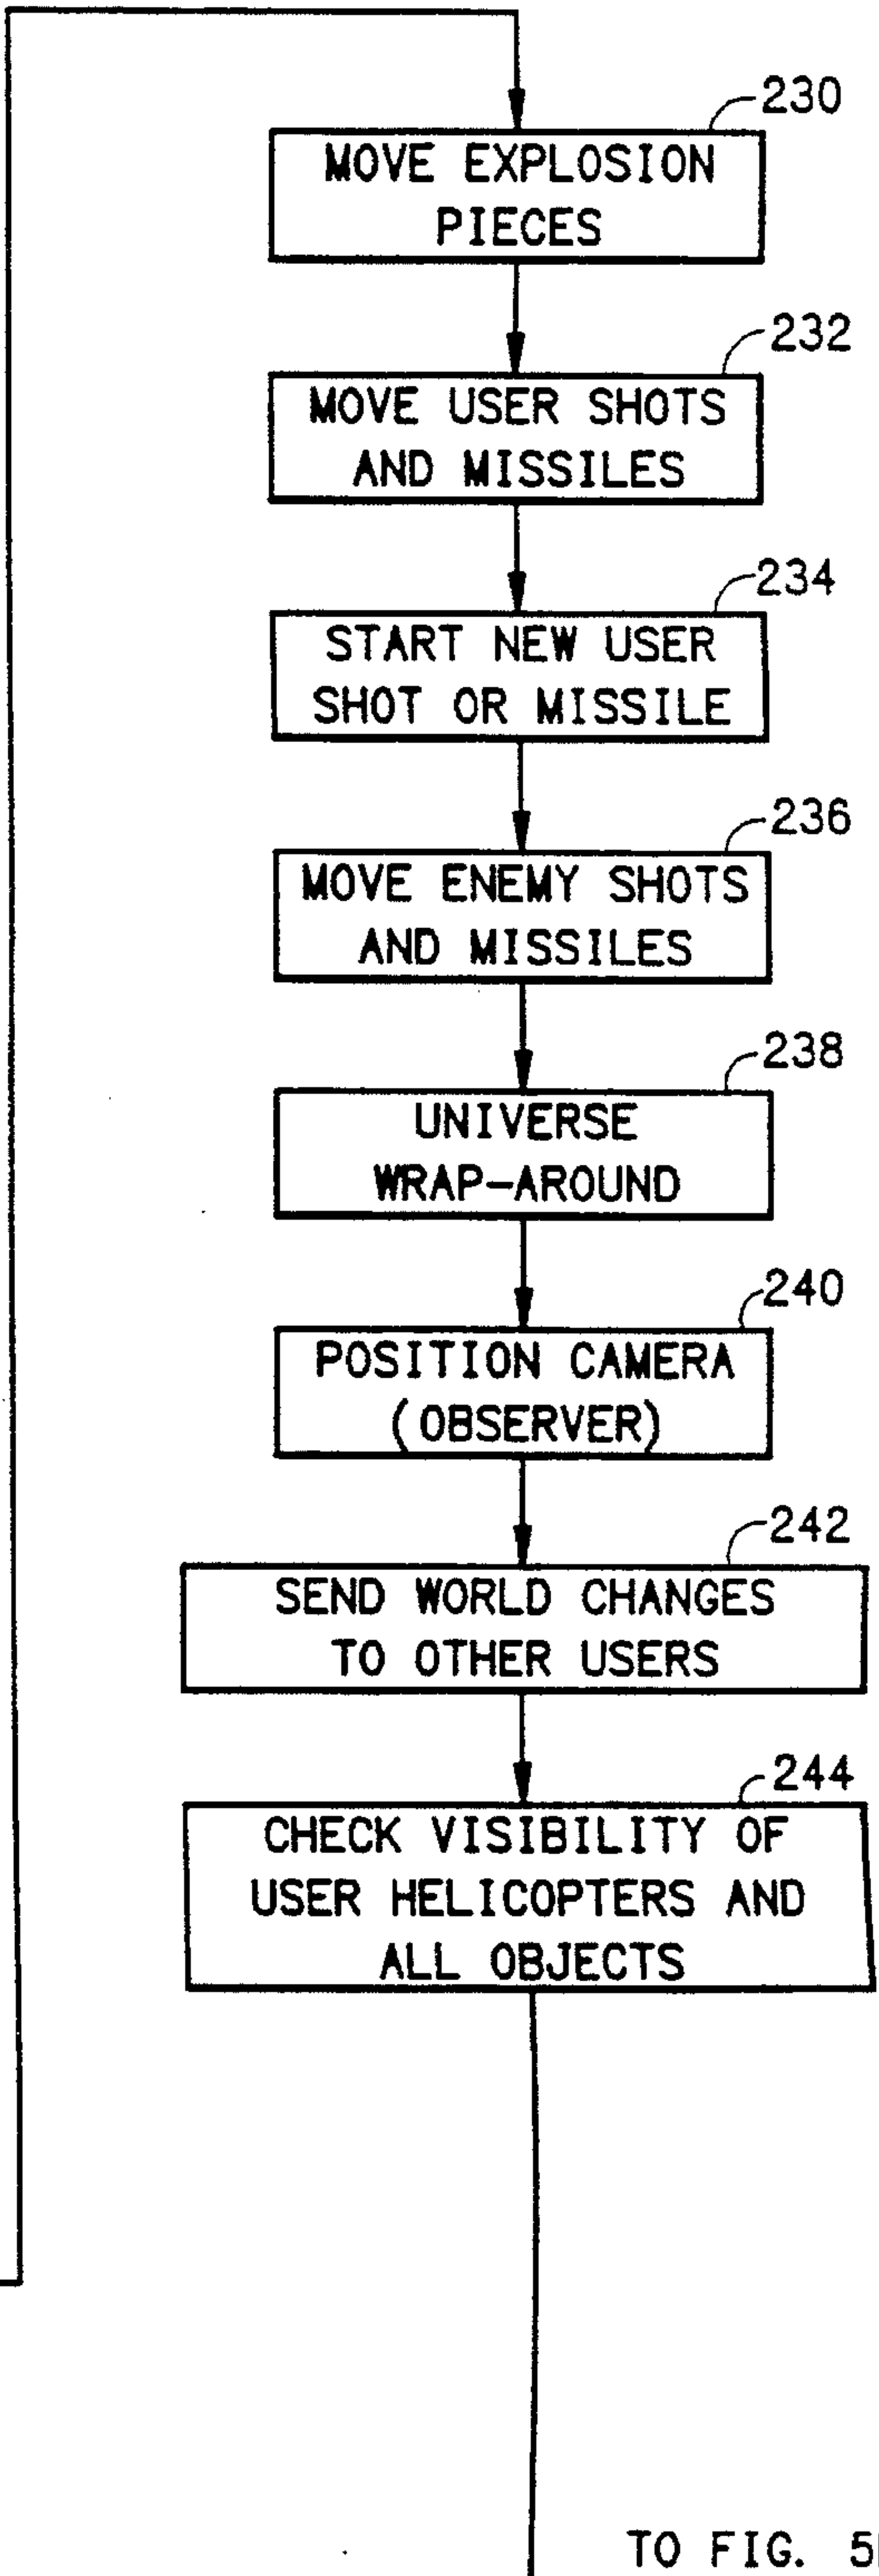 230
MOVE EXPLOSION
PIECES
232
MOVE USER SHOTS
AND MISSILES
234
START NEW USER
SHOT OR MISSILE
236
MOVE ENEMY SHOTS
AND MISSILES
238
UNIVERSE
WRAP-AROUND
240
POSITION CAMERA
(OBSERVER)
242
SEND WORLD CHANGES
TO OTHER USERS
244
CHECK VISIBILITY OF
USER HELICOPTERS AND
ALL OBJECTS
TO FIG.